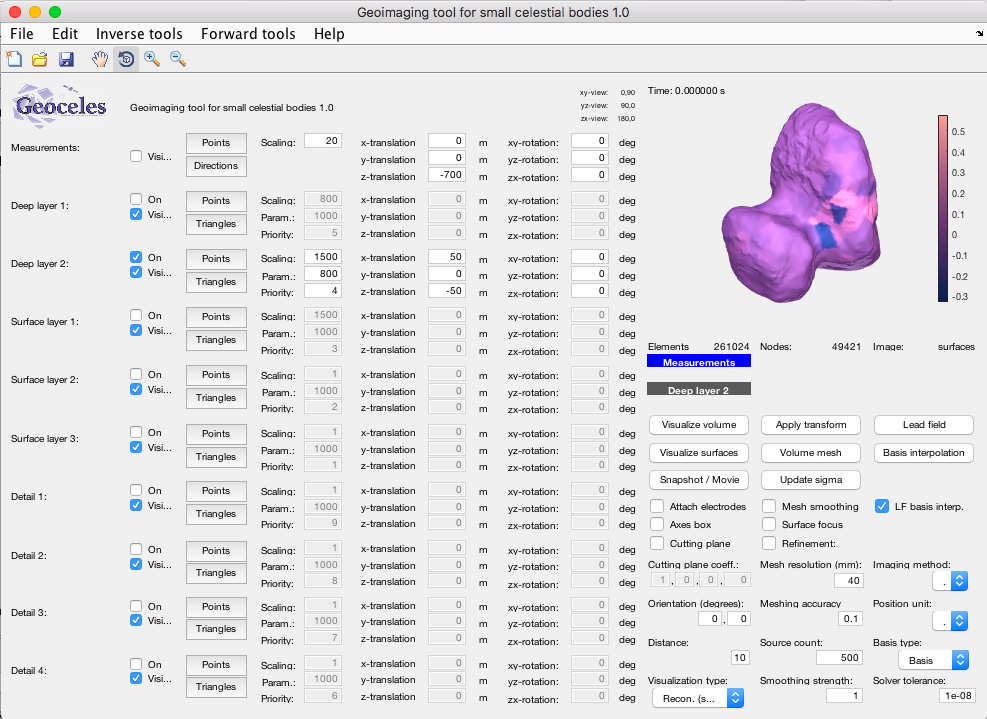 Geoimaging tool for small celestial bodies 1.0
File Edit Inverse tools Forward tools Help
Geoceles
Geoimaging tool for small celestial bodies 1.0
xy-view: 0,90
yz-view: 90,0
zx-view: 180,0
Time: 0.000000 s
Measurements:
Visi... Points Directions
Scaling: 20 x-translation 0 m xy-rotation: 0 deg
y-translation 0 m yz-rotation: 0 deg
z-translation -700 m zx-rotation: 0 deg
Deep layer 1:
On Visi... Points Triangles
Scaling: 800 x-translation 0 m xy-rotation: 0 deg
Param.: 1000 y-translation 0 m yz-rotation: 0 deg
Priority: 5 z-translation 0 m zx-rotation: 0 deg
Deep layer 2:
On Visi... Points Triangles
Scaling: 1500 x-translation 50 m xy-rotation: 0 deg
Param.: 800 y-translation 0 m yz-rotation: 0 deg
Priority: 4 z-translation -50 m zx-rotation: 0 deg
Surface layer 1:
On Visi... Points Triangles
Scaling: 1500 x-translation 0 m xy-rotation: 0 deg
Param.: 1000 y-translation 0 m yz-rotation: 0 deg
Priority: 3 z-translation 0 m zx-rotation: 0 deg
Surface layer 2:
On Visi... Points Triangles
Scaling: 1 x-translation 0 m xy-rotation: 0 deg
Param.: 1000 y-translation 0 m yz-rotation: 0 deg
Priority: 2 z-translation 0 m zx-rotation: 0 deg
Surface layer 3:
On Visi... Points Triangles
Scaling: 1 x-translation 0 m xy-rotation: 0 deg
Param.: 1000 y-translation 0 m yz-rotation: 0 deg
Priority: 1 z-translation 0 m zx-rotation: 0 deg
Detail 1:
On Visi... Points Triangles
Scaling: 1 x-translation 0 m xy-rotation: 0 deg
Param.: 1000 y-translation 0 m yz-rotation: 0 deg
Priority: 9 z-translation 0 m zx-rotation: 0 deg
Detail 2:
On Visi... Points Triangles
Scaling: 1 x-translation 0 m xy-rotation: 0 deg
Param.: 1000 y-translation 0 m yz-rotation: 0 deg
Priority: 8 z-translation 0 m zx-rotation: 0 deg
Detail 3:
On Visi... Points Triangles
Scaling: 1 x-translation 0 m xy-rotation: 0 deg
Param.: 1000 y-translation 0 m yz-rotation: 0 deg
Priority: 7 z-translation 0 m zx-rotation: 0 deg
Detail 4:
On Visi... Points Triangles
Scaling: 1 x-translation 0 m xy-rotation: 0 deg
Param.: 1000 y-translation 0 m yz-rotation: 0 deg
Priority: 6 z-translation 0 m zx-rotation: 0 deg
0.5
0.4
0.3
0.2
0.1
0
-0.1
-0.2
-0.3
Elements 261024 Nodes: 49421 Image: surfaces
Measurements
Deep layer 2
Visualize volume Apply transform Lead field
Visualize surfaces Volume mesh Basis interpolation
Snapshot / Movie Update sigma
Attach electrodes Mesh smoothing LF basis interp.
Axes box Surface focus
Cutting plane Refinement:
Cutting plane coeff.: Mesh resolution (mm): Imaging method:
1 , 0 , 0 , 0 40 .
Orientation (degrees): Meshing accuracy Position unit:
0 , 0 0.1 .
Distance: Source count: Basis type:
10 500 Basis
Visualization type: Smoothing strength: Solver tolerance:
Recon. (s... 1 1e-08